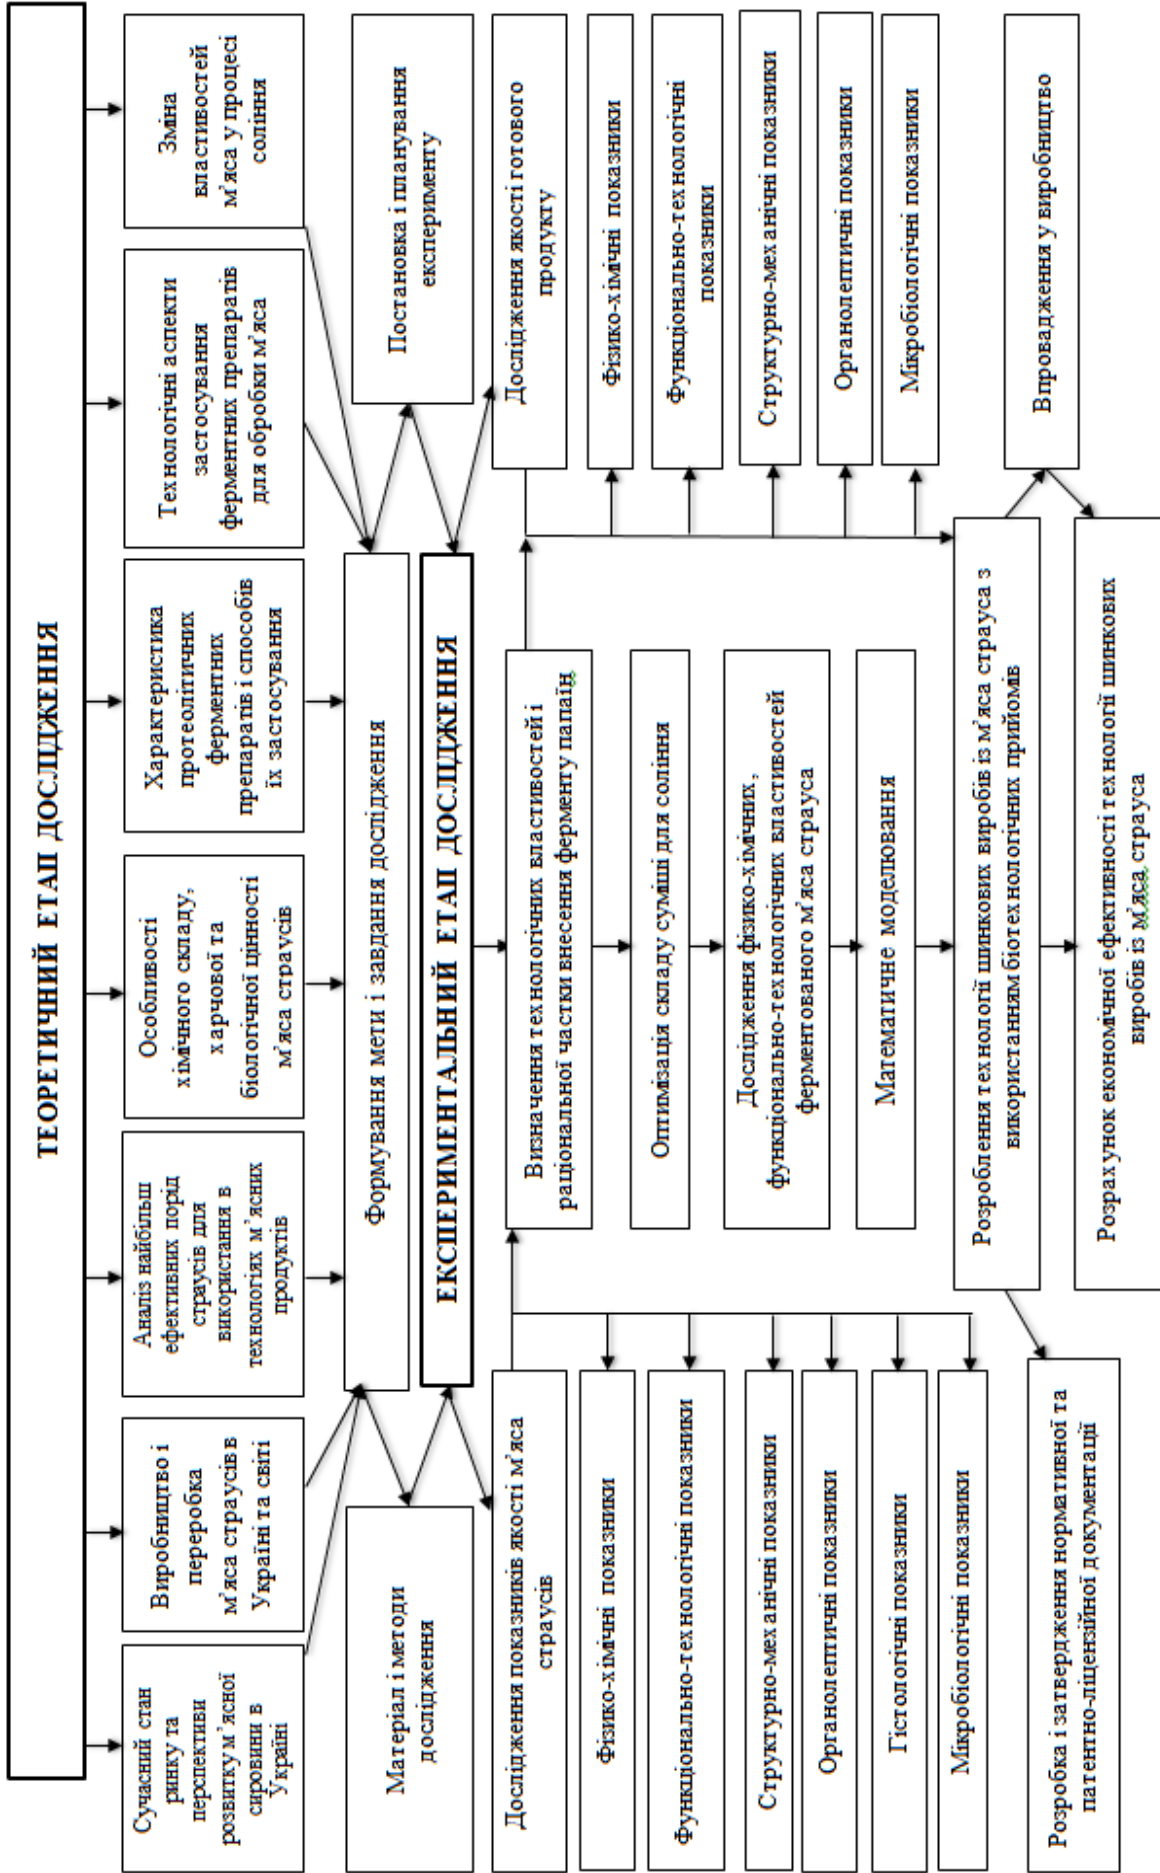 ТЕОРЕТИЧНИЙ ЕТАП ДОСЛІДЖЕННЯ
Сучасний стан
ринку та
перспективи
розвитку м’ясної
сировини в
Україні
Виробництво і
переробка
м’яса страусів в
Україні та світі
Аналіз найбільш
ефективних порід
страусів для
використання в
технологіях м’ясних
продуктів
Особливості
хімічного складу,
харчової та
біологічної цінності
м’яса страусів
Характеристика
протеолітичних
ферментних
препаратів і способів
їх застосування
Технологічні аспекти
застосування
ферментних препаратів
для обробки м’яса
Зміна
властивостей
м’яса у процесі
соління
Матеріал і методи
дослідження
Формування мети і завдання дослідження
Постановка і планування
експерименту
ЕКСПЕРИМЕНТАЛЬНИЙ ЕТАП ДОСЛІДЖЕННЯ
Дослідження показників якості м’яса
страусів
Фізико-хімічні показники
Функціонально-технологічні показники
Структурно-механічні показники
Органолептичні показники
Гістологічні показники
Мікробіологічні показники
Визначення технологічних властивостей і
раціональної частки внесення ферменту папаїн
Оптимізація складу суміші для соління
Дослідження фізико-хімічних,
функціонально-технологічних властивостей
ферментованого м’яса страуса
Математичне моделювання
Дослідження якості готового
продукту
Фізико-хімічні показники
Функціонально-технологічні
показники
Структурно-механічні показники
Органолептичні показники
Мікробіологічні показники
Розроблення технології шинкових виробів із м’яса страуса з
використанням біотехнологічних прийомів
Впровадження у виробництво
Розробка і затвердження нормативної та
патентно-ліцензійної документації
Розрахунок економічної ефективності технології шинкових
виробів із м’яса страуса